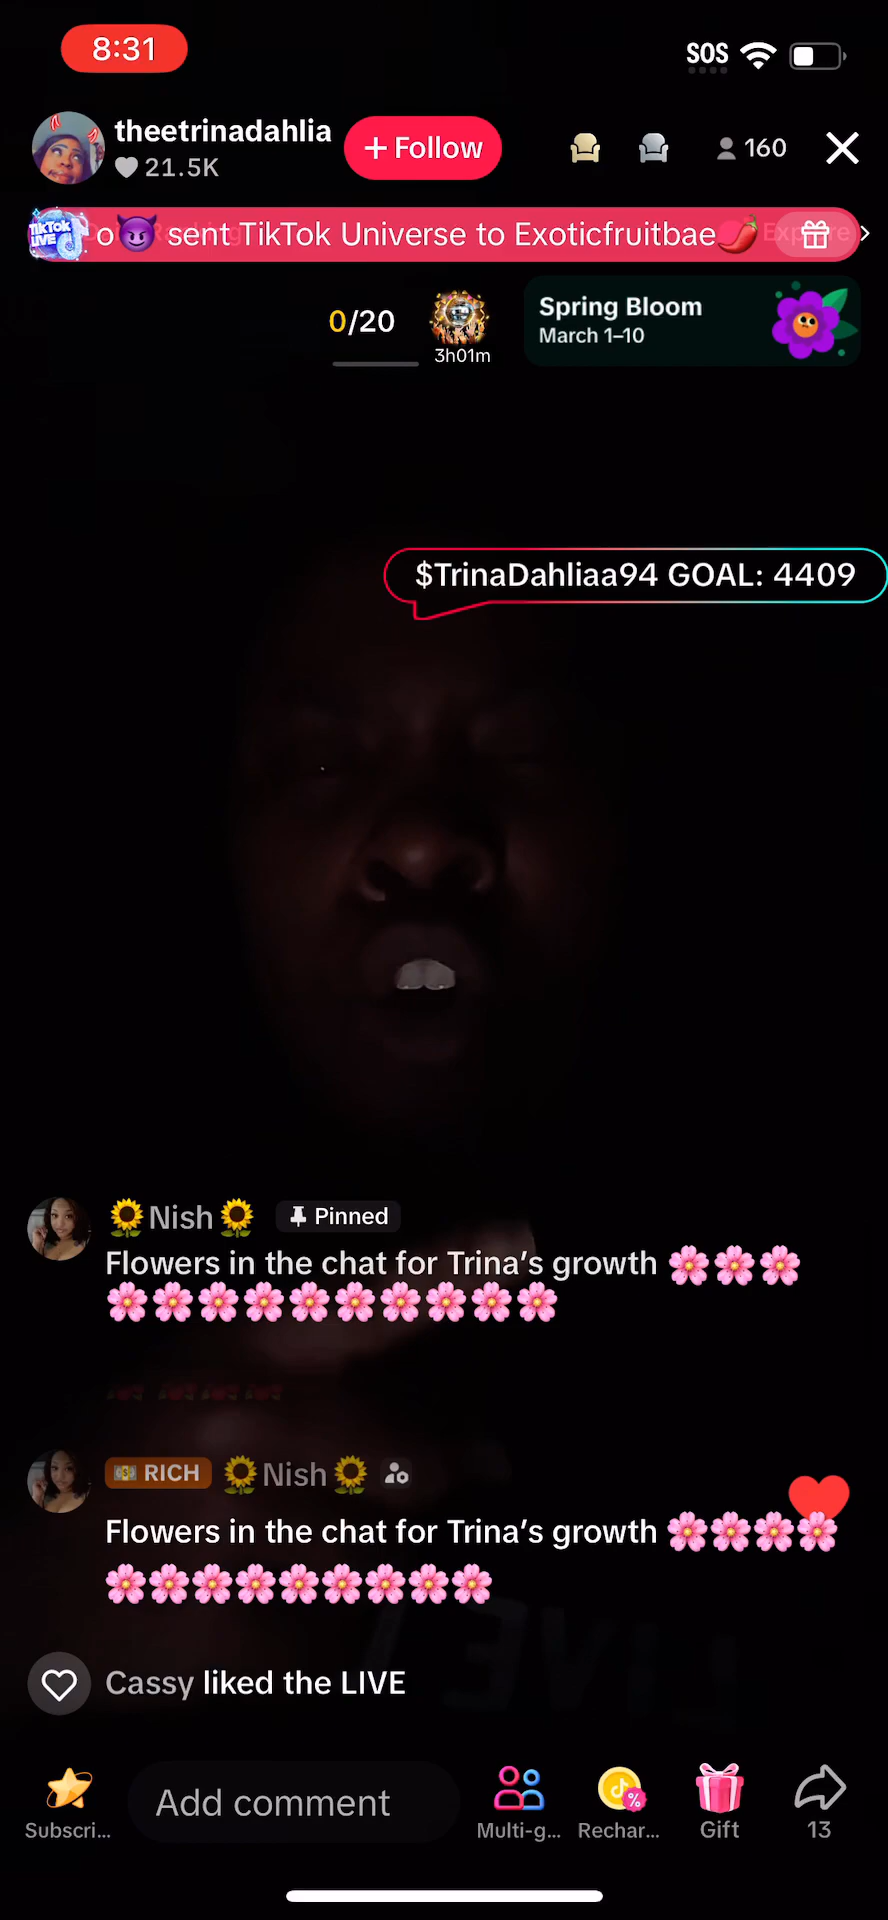 8:31
SOS
theetrinadahlia
21.5K
+ Follow
160
TikTok LIVE
o😈 sent TikTok Universe to Exoticfruitbae🌶️
0/20
3h01m
Spring Bloom
March 1–10
$TrinaDahliaa94 GOAL: 4409
🌻Nish🌻 Pinned
Flowers in the chat for Trina’s growth 🌸🌸🌸
🌸🌸🌸🌸🌸🌸🌸🌸🌸🌸
RICH 🌻Nish🌻
Flowers in the chat for Trina’s growth 🌸🌸🌸🌸
🌸🌸🌸🌸🌸🌸🌸🌸🌸
Cassy liked the LIVE
Subscri...
Add comment
Multi-g...
Rechar...
Gift
13